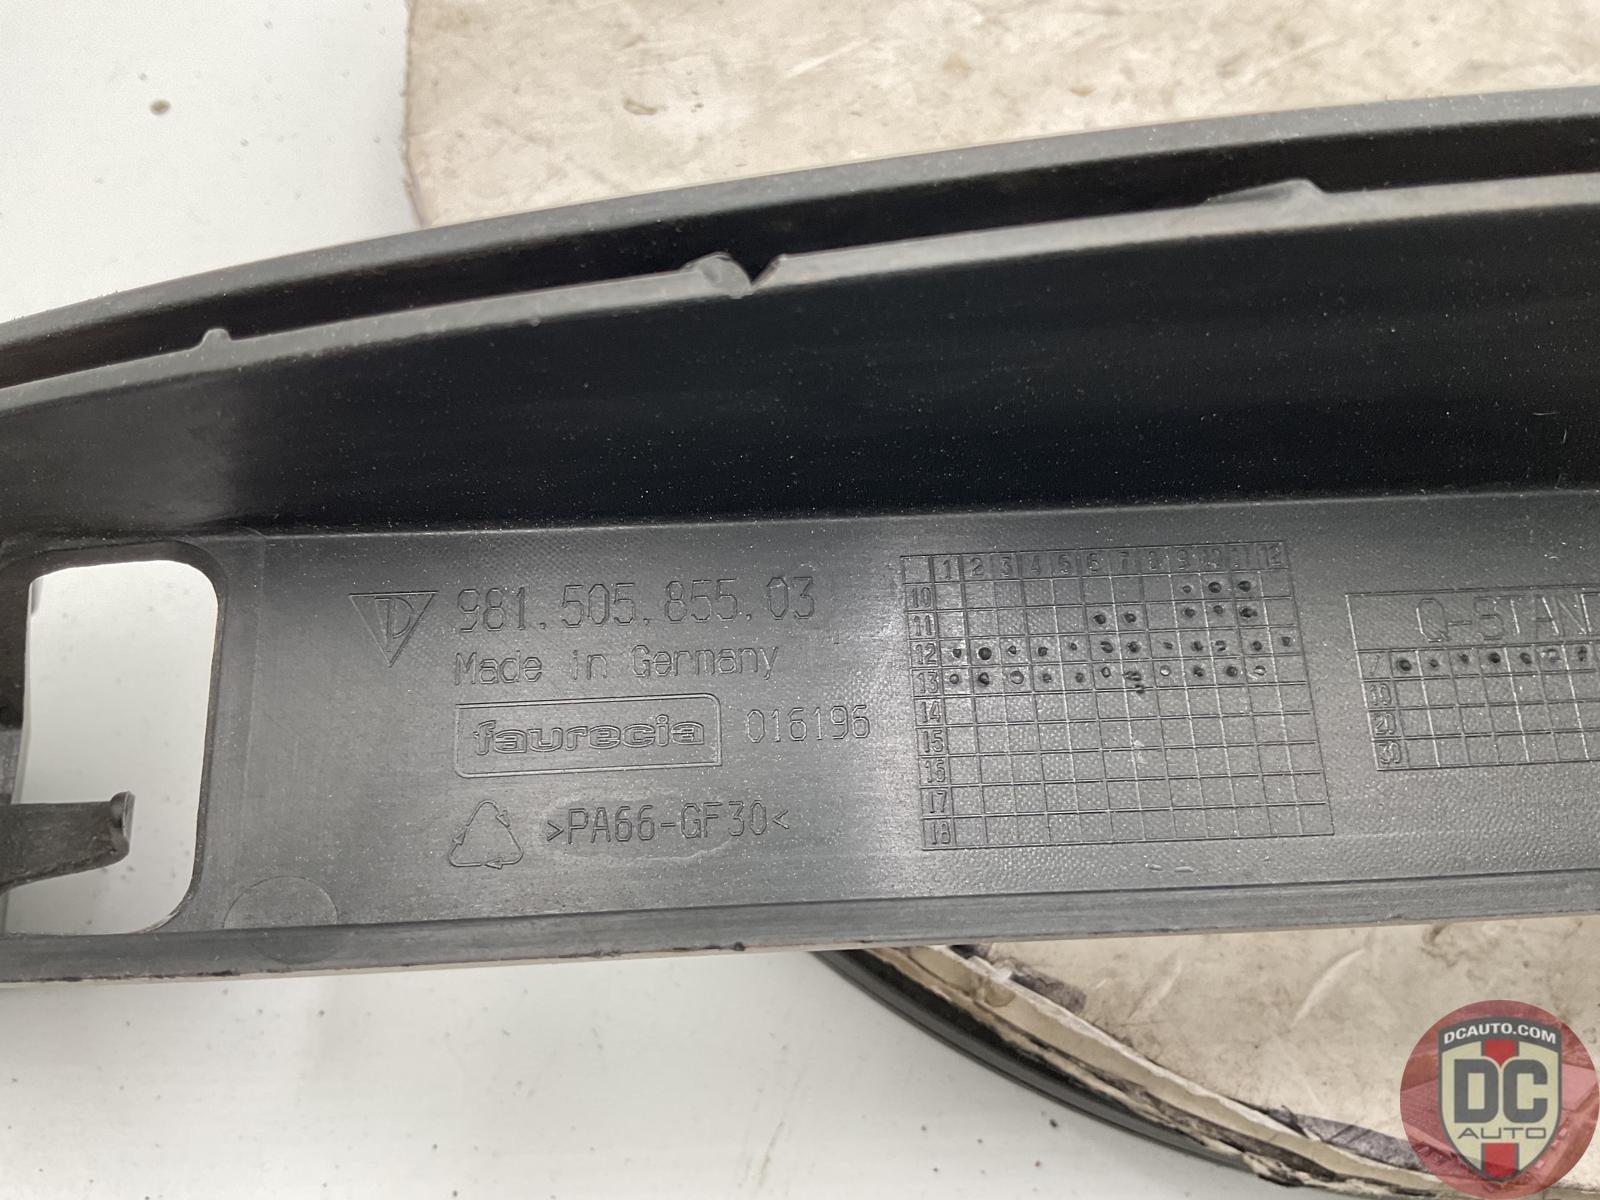 981.505.855.03
Made in Germany
faurecia 016196
>PA66-GF30<
1 2 3 4 5 6 7 8 9 10 11 12
10
11
12
13
14
15
16
17
18
Q-STAN
20
30
DCAUTO.COM
DC
AUTO